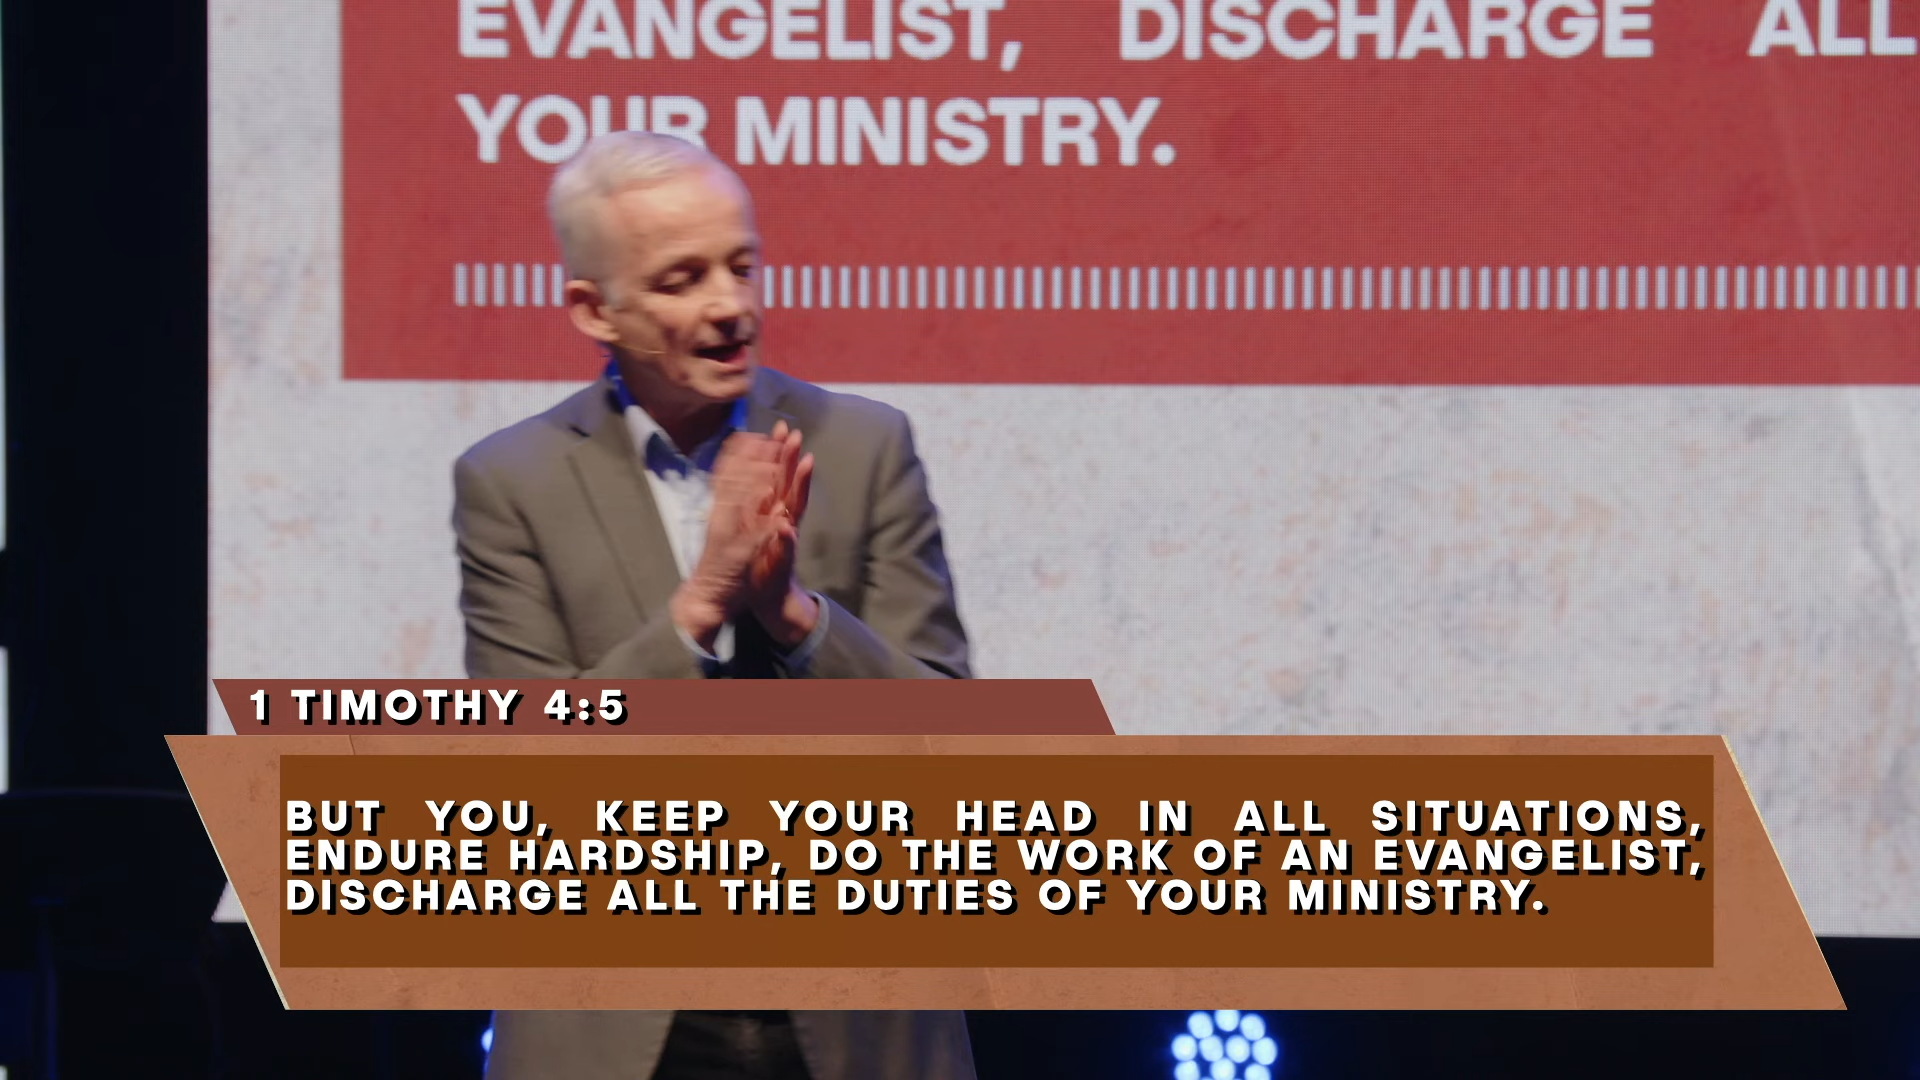 EVANGELIST, DISCHARGE ALL
YOUR MINISTRY.
1 TIMOTHY 4:5
BUT YOU, KEEP YOUR HEAD IN ALL SITUATIONS,
ENDURE HARDSHIP, DO THE WORK OF AN EVANGELIST,
DISCHARGE ALL THE DUTIES OF YOUR MINISTRY.